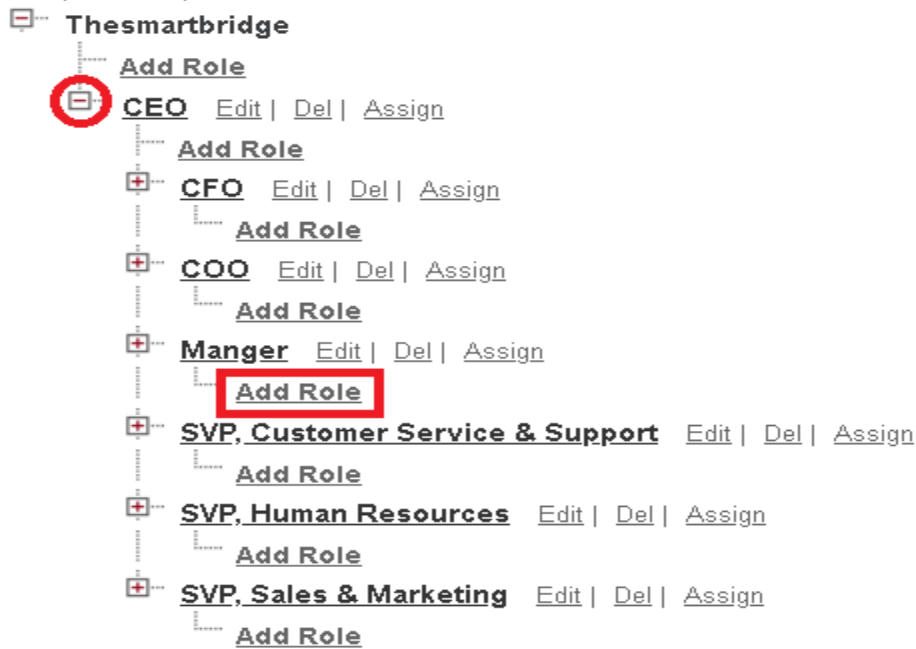 Thesmartbridge
Add Role
CEO Edit | Del | Assign
Add Role
CFO Edit | Del | Assign
Add Role
COO Edit | Del | Assign
Add Role
Manger Edit | Del | Assign
Add Role
SVP, Customer Service & Support Edit | Del | Assign
Add Role
SVP, Human Resources Edit | Del | Assign
Add Role
SVP, Sales & Marketing Edit | Del | Assign
Add Role